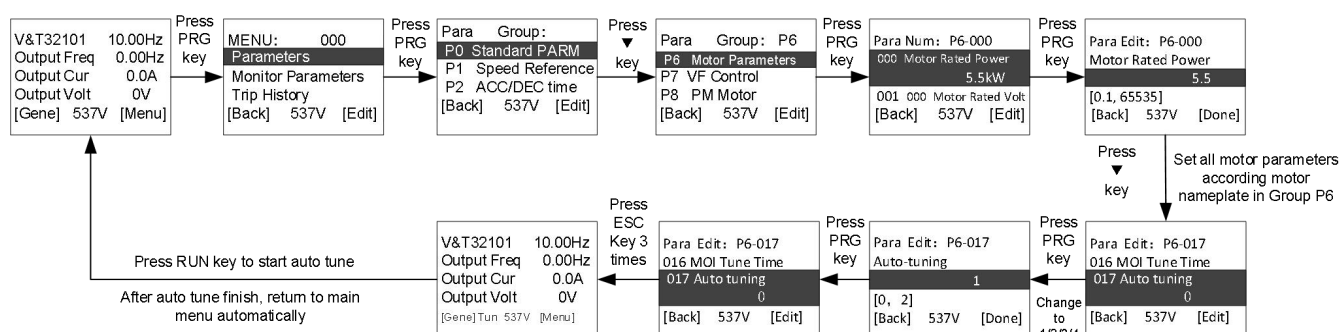 V&T32101 10.00Hz
Output Freq 0.00Hz
Output Cur 0.0A
Output Volt 0V
[Gene] 537V [Menu]
Press
PRG
key
MENU: 000
Parameters
Monitor Parameters
Trip History
[Back] 537V [Edit]
Press
PRG
key
Para Group:
P0 Standard PARM
P1 Speed Reference
P2 ACC/DEC time
[Back] 537V [Edit]
Press
▼
key
Para Group: P6
P6 Motor Parameters
P7 VF Control
P8 PM Motor
[Back] 537V [Edit]
Press
PRG
key
Para Num: P6-000
000 Motor Rated Power
5.5kW
001 000 Motor Rated Volt
[Back] 537V [Edit]
Press
PRG
key
Para Edit: P6-000
Motor Rated Power
5.5
[0.1, 65535]
[Back] 537V [Done]
Press
▼
key
Set all motor parameters
according motor
nameplate in Group P6
Para Edit: P6-017
016 MOI Tune Time
017 Auto tuning
0
[Back] 537V [Edit]
Press
PRG
key
Change
to
Para Edit: P6-017
Auto-tuning
1
[0, 2]
[Back] 537V [Done]
Press
PRG
key
Para Edit: P6-017
016 MOI Tune Time
017 Auto tuning
0
[Back] 537V [Edit]
Press
ESC
Key 3
times
V&T32101 10.00Hz
Output Freq 0.00Hz
Output Cur 0.0A
Output Volt 0V
[Gene] Tun 537V [Menu]
Press RUN key to start auto tune
After auto tune finish, return to main
menu automatically